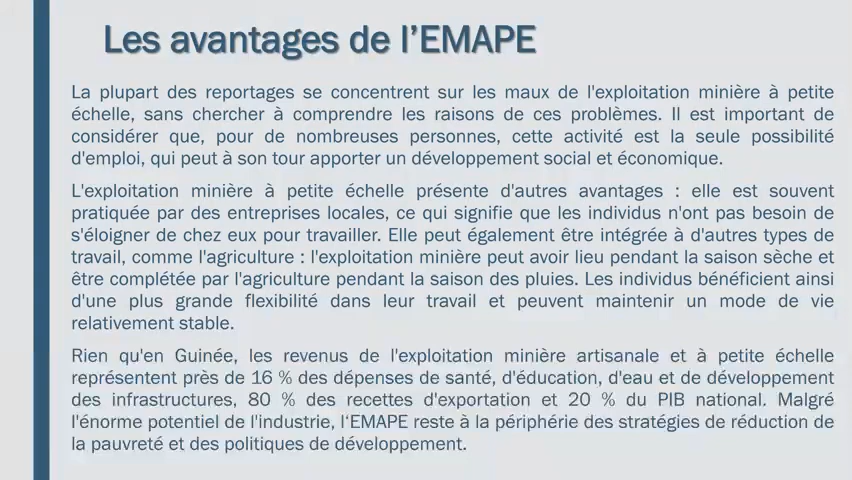 Les avantages de l’EMAPE
La plupart des reportages se concentrent sur les maux de l'exploitation minière à petite
échelle, sans chercher à comprendre les raisons de ces problèmes. Il est important de
considérer que, pour de nombreuses personnes, cette activité est la seule possibilité
d'emploi, qui peut à son tour apporter un développement social et économique.
L'exploitation minière à petite échelle présente d'autres avantages : elle est souvent
pratiquée par des entreprises locales, ce qui signifie que les individus n'ont pas besoin de
s'éloigner de chez eux pour travailler. Elle peut également être intégrée à d'autres types de
travail, comme l'agriculture : l'exploitation minière peut avoir lieu pendant la saison sèche et
être complétée par l'agriculture pendant la saison des pluies. Les individus bénéficient ainsi
d'une plus grande flexibilité dans leur travail et peuvent maintenir un mode de vie
relativement stable.
Rien qu'en Guinée, les revenus de l'exploitation minière artisanale et à petite échelle
représentent près de 16 % des dépenses de santé, d'éducation, d'eau et de développement
des infrastructures, 80 % des recettes d'exportation et 20 % du PIB national. Malgré
l'énorme potentiel de l'industrie, l‘EMAPE reste à la périphérie des stratégies de réduction de
la pauvreté et des politiques de développement.